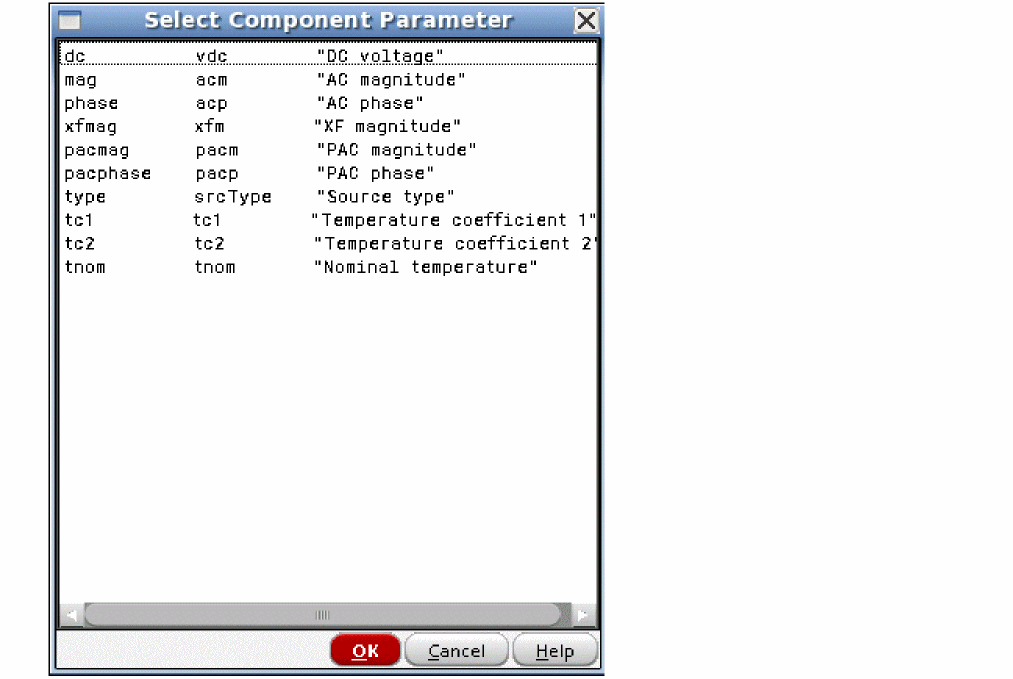 Select Component Parameter
dc vdc "DC voltage"
mag acm "AC magnitude"
phase acp "AC phase"
xfmag xfm "XF magnitude"
pacmag pacm "PAC magnitude"
pacphase pacp "PAC phase"
type srcType "Source type"
tc1 tc1 "Temperature coefficient 1"
tc2 tc2 "Temperature coefficient 2"
tnom tnom "Nominal temperature"
OK Cancel Help